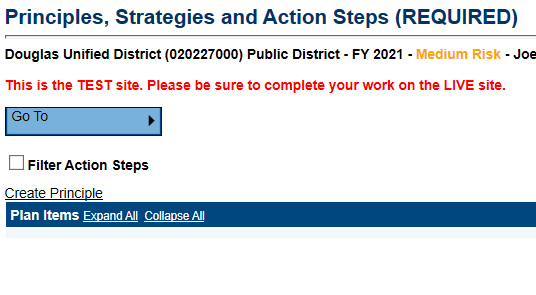 Principles, Strategies and Action Steps (REQUIRED)
Douglas Unified District (020227000) Public District - FY 2021 - Medium Risk - Joe
This is the TEST site. Please be sure to complete your work on the LIVE site.
Go To
Filter Action Steps
Create Principle
Plan Items Expand All Collapse All